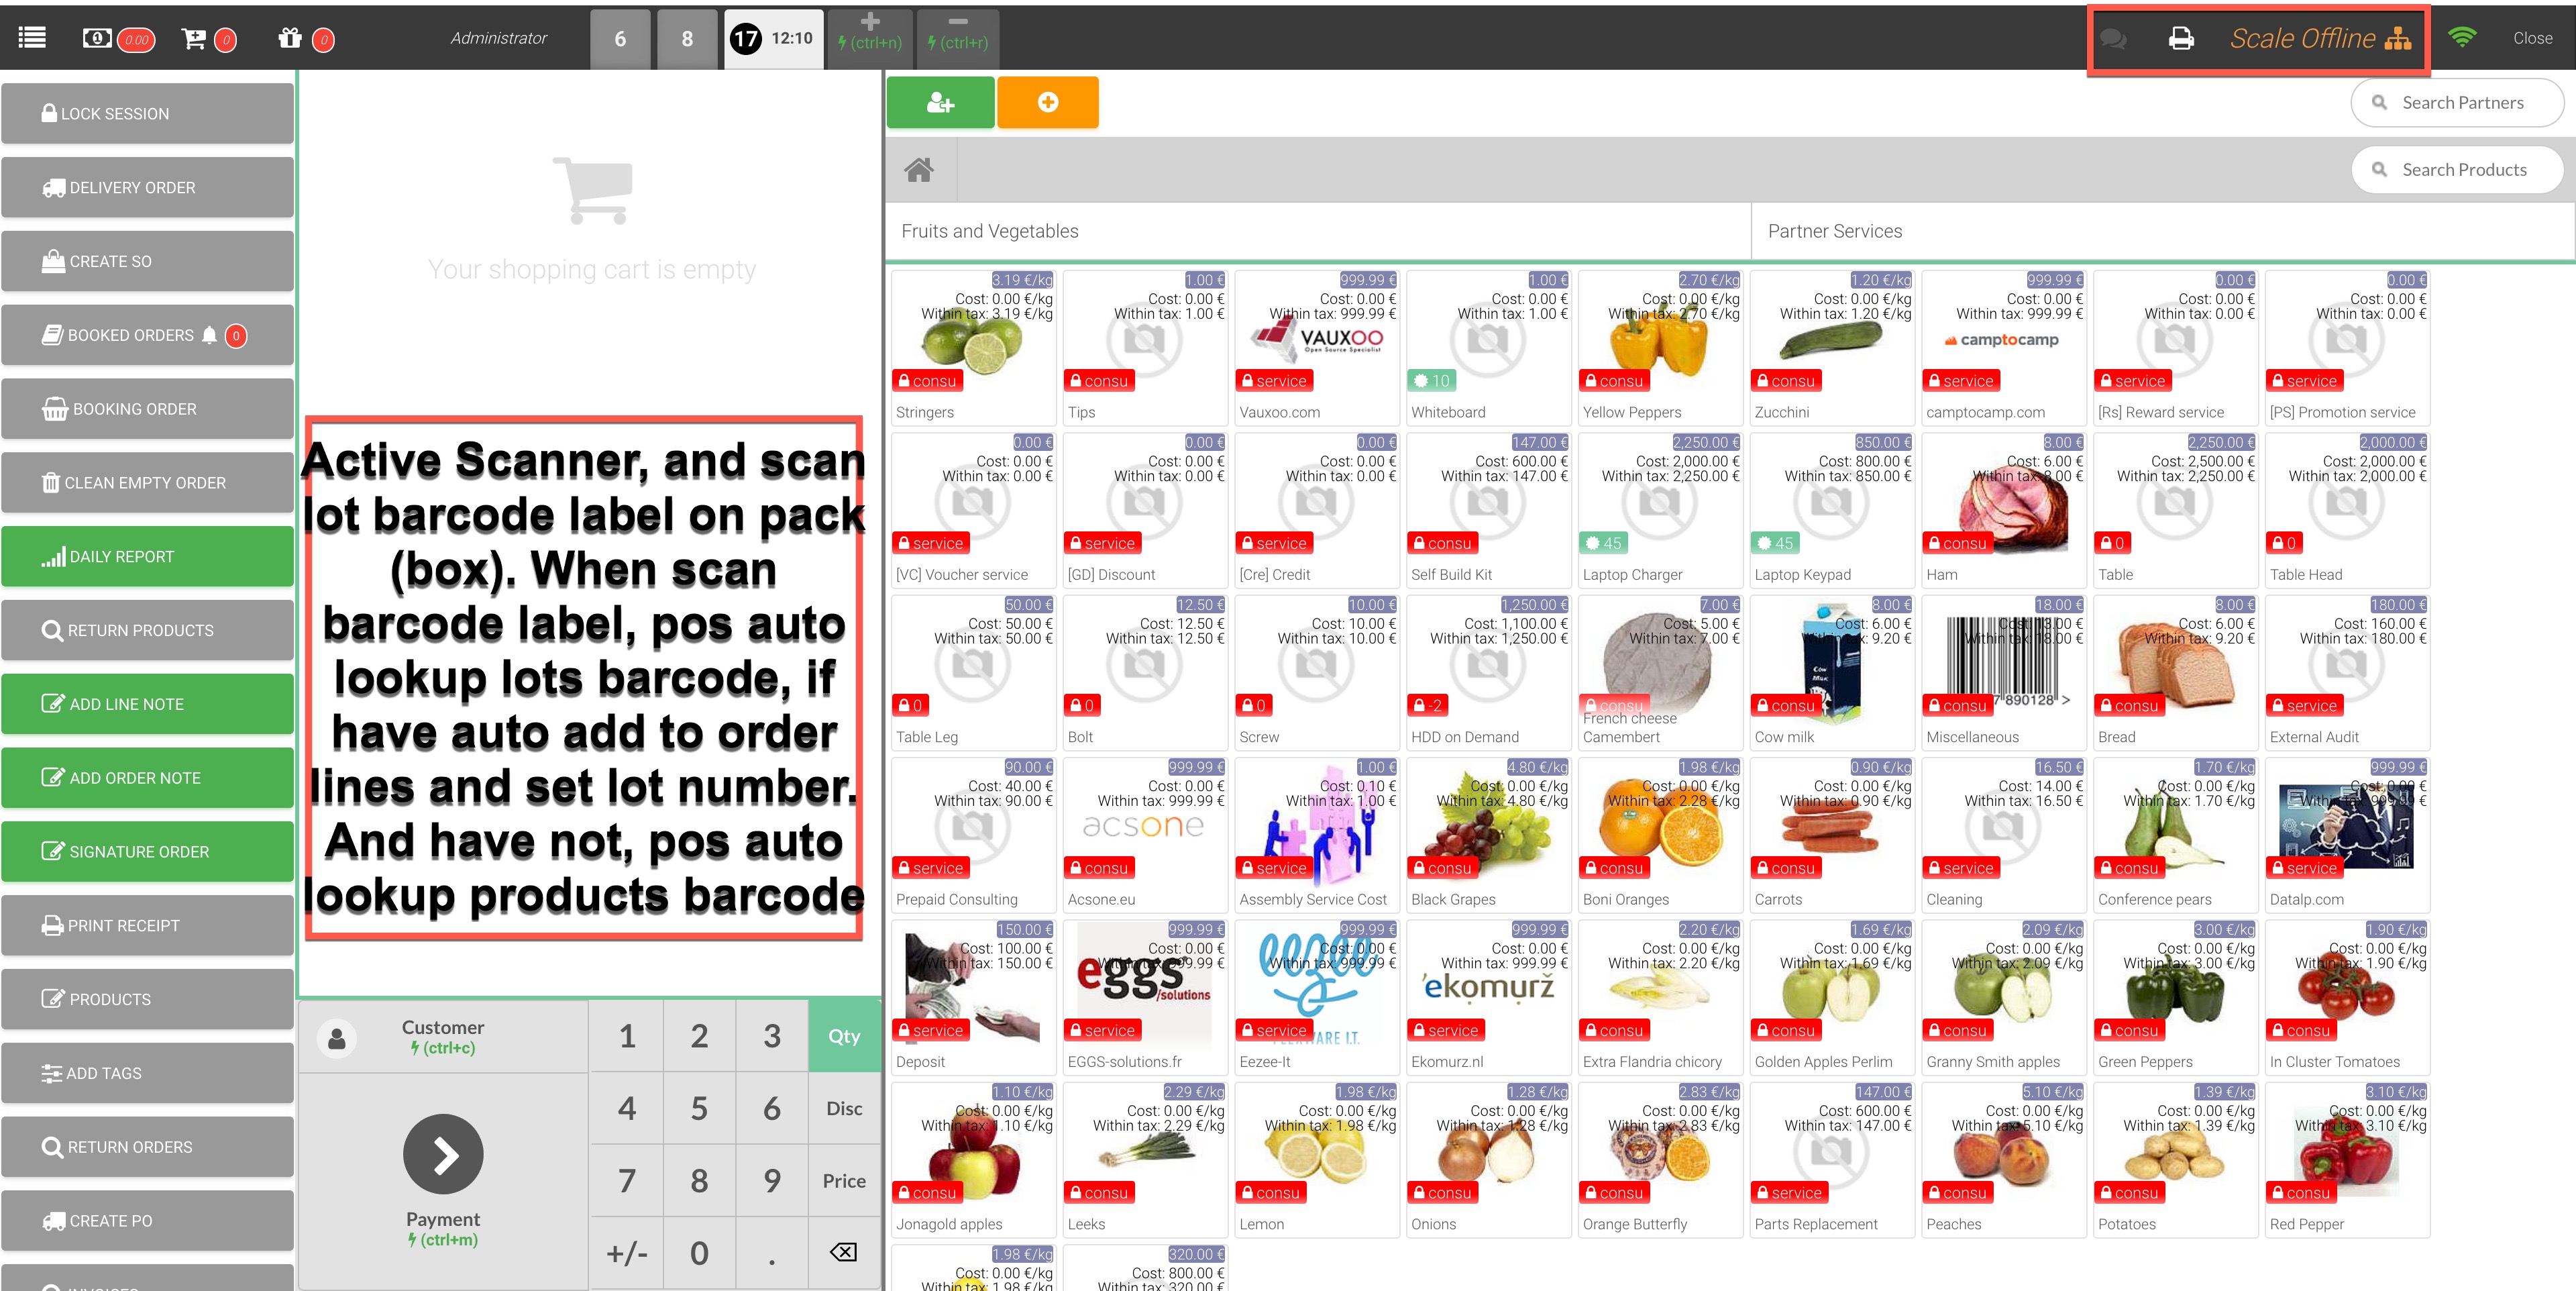 0.00
0
0
Administrator
6
8
17 12:10
(ctrl+n)
(ctrl+r)
Scale Offline
Close
LOCK SESSION
DELIVERY ORDER
CREATE SO
BOOKED ORDERS 0
BOOKING ORDER
CLEAN EMPTY ORDER
DAILY REPORT
RETURN PRODUCTS
ADD LINE NOTE
ADD ORDER NOTE
SIGNATURE ORDER
PRINT RECEIPT
PRODUCTS
ADD TAGS
RETURN ORDERS
CREATE PO
Your shopping cart is empty
Active Scanner, and scan
lot barcode label on pack
(box). When scan
barcode label, pos auto
lookup lots barcode, if
have auto add to order
lines and set lot number.
And have not, pos auto
lookup products barcode
Customer
(ctrl+c)
Payment
(ctrl+m)
1 2 3 Qty
4 5 6 Disc
7 8 9 Price
+/- 0 .
Search Partners
Search Products
Fruits and Vegetables
Partner Services
3.19 €/kg
Cost: 0.00 €/kg
Within tax: 3.19 €/kg
consu
Stringers
1.00 €
Cost: 0.00 €
Within tax: 1.00 €
consu
Tips
999.99 €
Cost: 0.00 €
Within tax: 999.99 €
VAUXOO
Open Source Specialist
service
Vauxoo.com
1.00 €
Cost: 0.00 €
Within tax: 1.00 €
10
Whiteboard
2.70 €/kg
Cost: 0.00 €/kg
Within tax: 2.70 €/kg
consu
Yellow Peppers
1.20 €/kg
Cost: 0.00 €/kg
Within tax: 1.20 €/kg
consu
Zucchini
999.99 €
Cost: 0.00 €
Within tax: 999.99 €
camptocamp
service
camptocamp.com
0.00 €
Cost: 0.00 €
Within tax: 0.00 €
service
[Rs] Reward service
0.00 €
Cost: 0.00 €
Within tax: 0.00 €
service
[PS] Promotion service
0.00 €
Cost: 0.00 €
Within tax: 0.00 €
service
[VC] Voucher service
0.00 €
Cost: 0.00 €
Within tax: 0.00 €
service
[GD] Discount
0.00 €
Cost: 0.00 €
Within tax: 0.00 €
service
[Cre] Credit
147.00 €
Cost: 600.00 €
Within tax: 147.00 €
consu
Self Build Kit
2,250.00 €
Cost: 2,000.00 €
Within tax: 2,250.00 €
45
Laptop Charger
850.00 €
Cost: 800.00 €
Within tax: 850.00 €
45
Laptop Keypad
8.00 €
Cost: 6.00 €
Within tax: 8.00 €
consu
Ham
2,250.00 €
Cost: 2,500.00 €
Within tax: 2,250.00 €
0
Table
2,000.00 €
Cost: 2,000.00 €
Within tax: 2,000.00 €
0
Table Head
50.00 €
Cost: 50.00 €
Within tax: 50.00 €
0
Table Leg
12.50 €
Cost: 12.50 €
Within tax: 12.50 €
0
Bolt
10.00 €
Cost: 10.00 €
Within tax: 10.00 €
0
Screw
1,250.00 €
Cost: 1,100.00 €
Within tax: 1,250.00 €
-2
HDD on Demand
7.00 €
Cost: 5.00 €
Within tax: 7.00 €
consu
French cheese
Camembert
8.00 €
Cost: 6.00 €
9.20 €
Cow
Milk
consu
Cow milk
18.00 €
Cost: 13.00 €
Within tax: 18.00 €
consu
7 890128 >
Miscellaneous
8.00 €
Cost: 6.00 €
Within tax: 9.20 €
consu
Bread
180.00 €
Cost: 160.00 €
Within tax: 180.00 €
service
External Audit
90.00 €
Cost: 40.00 €
Within tax: 90.00 €
service
Prepaid Consulting
999.99 €
Cost: 0.00 €
Within tax: 999.99 €
acsone
consu
Acsone.eu
1.00 €
Cost: 0.10 €
Within tax: 1.00 €
service
Assembly Service Cost
4.80 €/kg
Cost: 0.00 €/kg
Within tax: 4.80 €/kg
consu
Black Grapes
1.98 €/kg
Cost: 0.00 €/kg
Within tax: 2.28 €/kg
consu
Boni Oranges
0.90 €/kg
Cost: 0.00 €/kg
Within tax: 0.90 €/kg
consu
Carrots
16.50 €
Cost: 14.00 €
Within tax: 16.50 €
service
Cleaning
1.70 €/kg
Cost: 0.00 €/kg
Within tax: 1.70 €/kg
consu
Conference pears
999.99 €
Cost: 0.00 €
Within tax: 999.99 €
service
Datalp.com
150.00 €
Cost: 100.00 €
Within tax: 150.00 €
service
Deposit
999.99 €
Cost: 0.00 €
Within tax: 999.99 €
eggs
/solutions
service
EGGS-solutions.fr
999.99 €
Cost: 0.00 €
Within tax: 999.99 €
eezee
service
Eezee-It
999.99 €
Cost: 0.00 €
Within tax: 999.99 €
'ekomurž
service
Ekomurz.nl
2.20 €/kg
Cost: 0.00 €/kg
Within tax: 2.20 €/kg
consu
Extra Flandria chicory
1.69 €/kg
Cost: 0.00 €/kg
Within tax: 1.69 €/kg
consu
Golden Apples Perlim
2.09 €/kg
Cost: 0.00 €/kg
Within tax: 2.09 €/kg
consu
Granny Smith apples
3.00 €/kg
Cost: 0.00 €/kg
Within tax: 3.00 €/kg
consu
Green Peppers
1.90 €/kg
Cost: 0.00 €/kg
Within tax: 1.90 €/kg
consu
In Cluster Tomatoes
1.10 €/kg
Cost: 0.00 €/kg
Within tax: 1.10 €/kg
consu
Jonagold apples
2.29 €/kg
Cost: 0.00 €/kg
Within tax: 2.29 €/kg
consu
Leeks
1.98 €/kg
Cost: 0.00 €/kg
Within tax: 1.98 €/kg
consu
Lemon
1.28 €/kg
Cost: 0.00 €/kg
Within tax: 1.28 €/kg
consu
Onions
2.83 €/kg
Cost: 0.00 €/kg
Within tax: 2.83 €/kg
consu
Orange Butterfly
147.00 €
Cost: 600.00 €
Within tax: 147.00 €
service
Parts Replacement
5.10 €/kg
Cost: 0.00 €/kg
Within tax: 5.10 €/kg
consu
Peaches
1.39 €/kg
Cost: 0.00 €/kg
Within tax: 1.39 €/kg
consu
Potatoes
3.10 €/kg
Cost: 0.00 €/kg
Within tax: 3.10 €/kg
consu
Red Pepper
1.98 €/kg
Cost: 0.00 €/kg
Within tax: 1.98 €/kg
320.00 €
Cost: 800.00 €
Within tax: 320.00 €